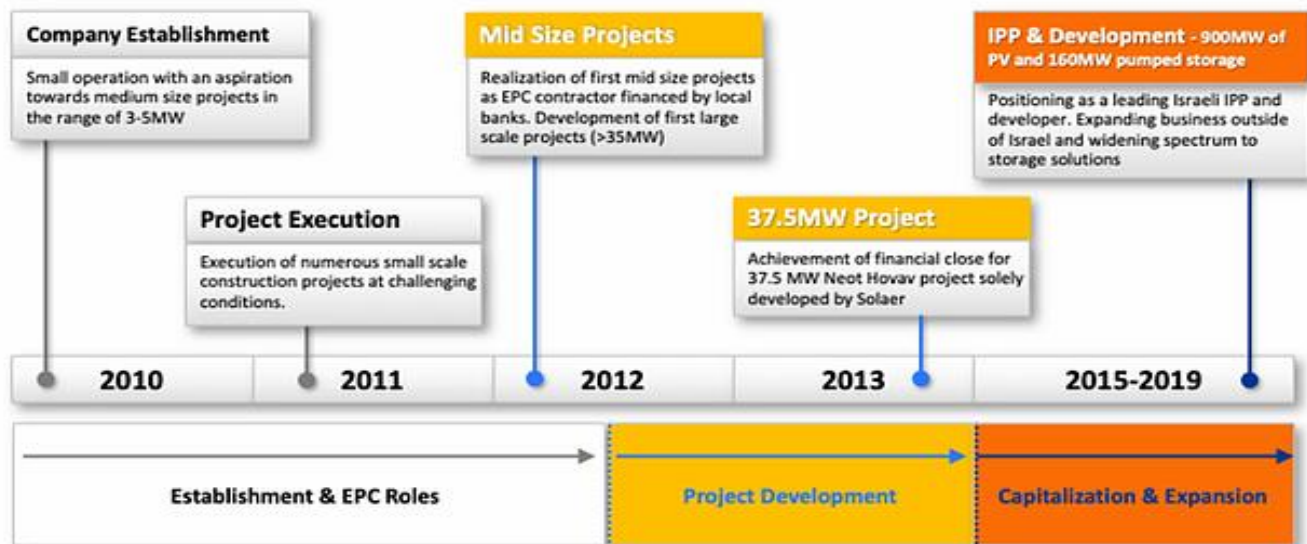 Company Establishment
Small operation with an aspiration
towards medium size projects in
the range of 3-5MW
Mid Size Projects
Realization of first mid size projects
as EPC contractor financed by local
banks. Development of first large
scale projects (>35MW)
IPP & Development - 900MW of
PV and 160MW pumped storage
Positioning as a leading Israeli IPP and
developer. Expanding business outside
of Israel and widening spectrum to
storage solutions
Project Execution
Execution of numerous small scale
construction projects at challenging
conditions.
37.5MW Project
Achievement of financial close for
37.5 MW Neot Hovav project solely
developed by Solaer
2010 2011 2012 2013 2015-2019
Establishment & EPC Roles Project Development Capitalization & Expansion